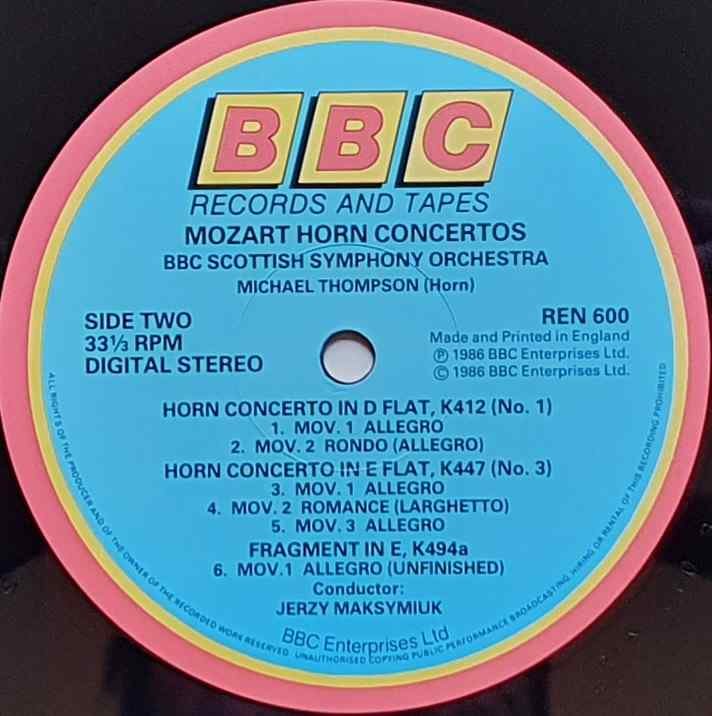 BBC
RECORDS AND TAPES
MOZART HORN CONCERTOS
BBC SCOTTISH SYMPHONY ORCHESTRA
MICHAEL THOMPSON (Horn)
SIDE TWO
33⅓ RPM
DIGITAL STEREO
REN 600
Made and Printed in England
Ⓟ 1986 BBC Enterprises Ltd.
© 1986 BBC Enterprises Ltd.
HORN CONCERTO IN D FLAT, K412 (No. 1)
1. MOV. 1 ALLEGRO
2. MOV. 2 RONDO (ALLEGRO)
HORN CONCERTO IN E FLAT, K447 (No. 3)
3. MOV. 1 ALLEGRO
4. MOV. 2 ROMANCE (LARGHETTO)
5. MOV. 3 ALLEGRO
FRAGMENT IN E, K494a
6. MOV.1 ALLEGRO (UNFINISHED)
Conductor:
JERZY MAKSYMIUK
BBC Enterprises Ltd
ALL RIGHTS OF THE PRODUCER AND OF THE OWNER OF THE RECORDED WORK RESERVED. UNAUTHORISED COPYING PUBLIC PERFORMANCE BROADCASTING, HIRING OR RENTAL OF THIS RECORDING PROHIBITED